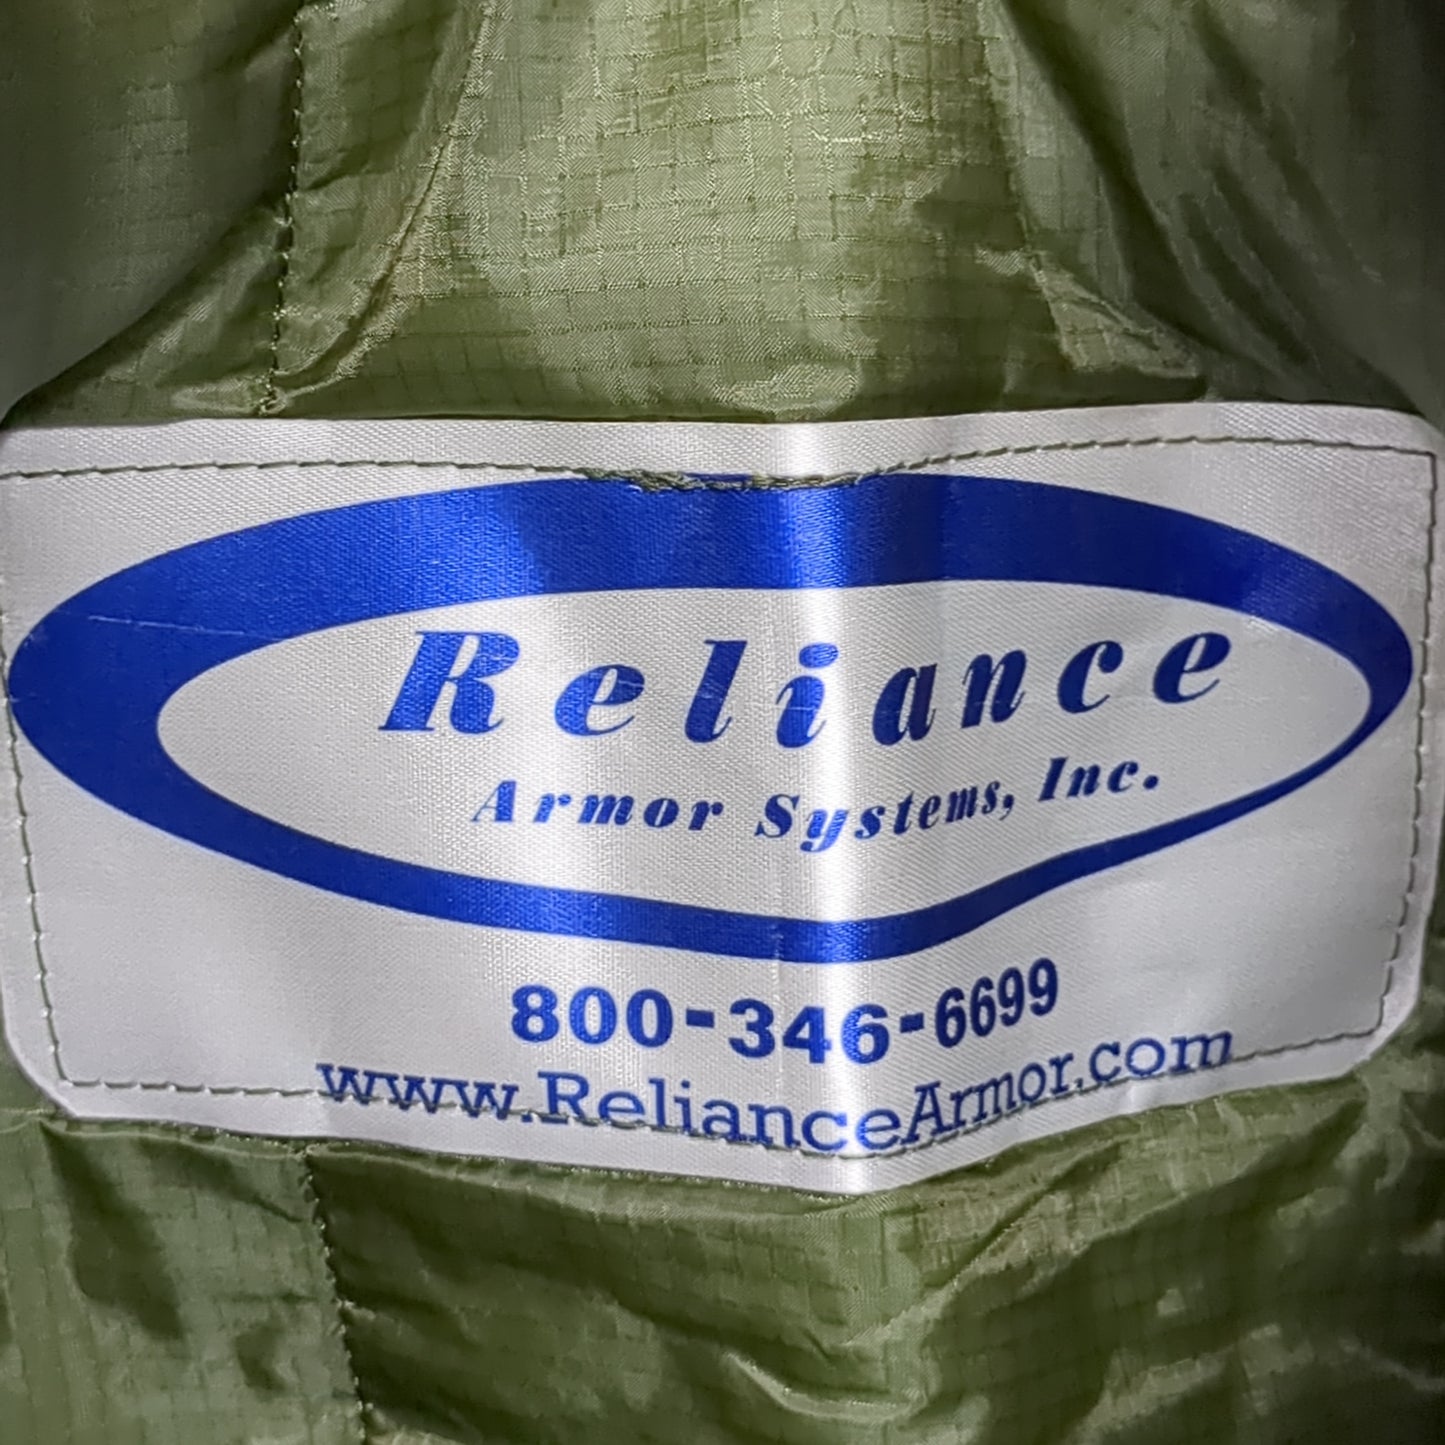 Reliance
Armor Systems, Inc.
800-346-6699
www.RelianceArmor.com